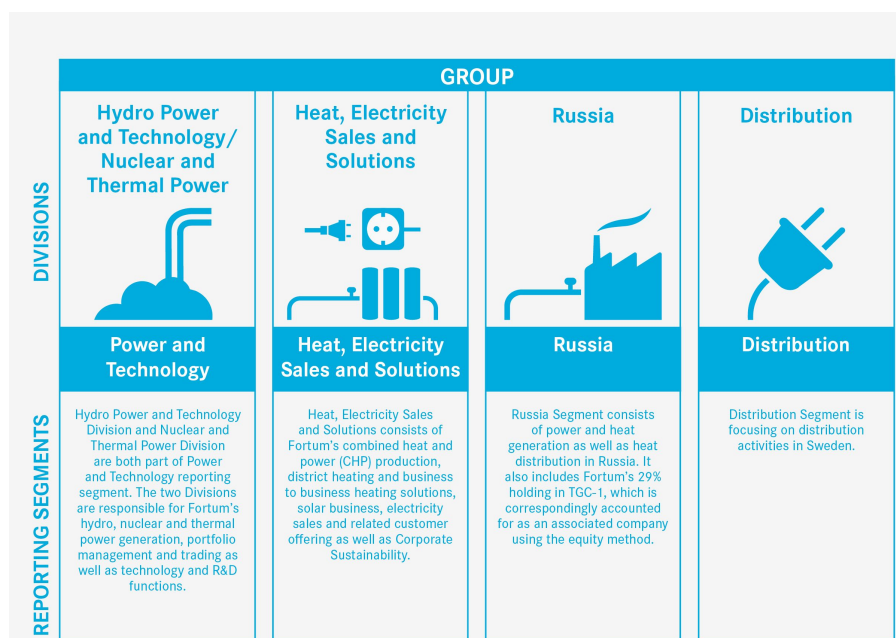 GROUP
DIVISIONS
Hydro Power
and Technology/
Nuclear and
Thermal Power
Heat, Electricity
Sales and
Solutions
Russia
Distribution
REPORTING SEGMENTS
Power and
Technology
Hydro Power and Technology
Division and Nuclear and
Thermal Power Division
are both part of Power
and Technology reporting
segment. The two Divisions
are responsible for Fortum's
hydro, nuclear and thermal
power generation, portfolio
management and trading as
well as technology and R&D
functions.
Heat, Electricity
Sales and Solutions
Heat, Electricity Sales
and Solutions consists of
Fortum's combined heat and
power (CHP) production,
district heating and business
to business heating solutions,
solar business, electricity
sales and related customer
offering as well as Corporate
Sustainability.
Russia
Russia Segment consists
of power and heat
generation as well as heat
distribution in Russia. It
also includes Fortum's 29%
holding in TGC-1, which is
correspondingly accounted
for as an associated company
using the equity method.
Distribution
Distribution Segment is
focusing on distribution
activities in Sweden.